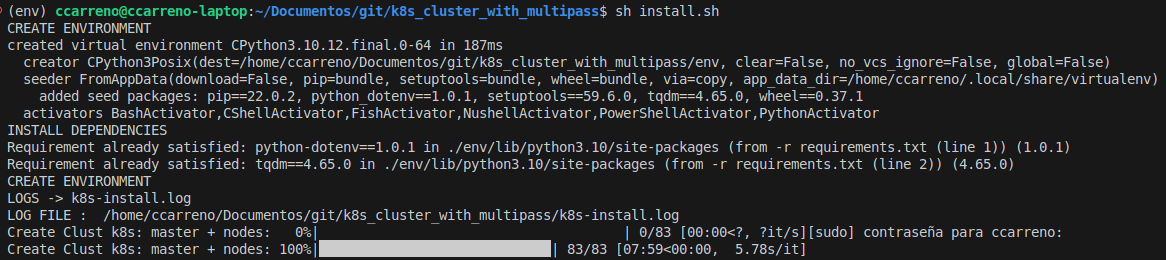 (env) ccarreno@ccarreno-laptop:~/Documentos/git/k8s_cluster_with_multipass$ sh install.sh
CREATE ENVIRONMENT
created virtual environment CPython3.10.12.final.0-64 in 187ms
  creator CPython3Posix(dest=/home/ccarreno/Documentos/git/k8s_cluster_with_multipass/env, clear=False, no_vcs_ignore=False, global=False)
  seeder FromAppData(download=False, pip=bundle, setuptools=bundle, wheel=bundle, via=copy, app_data_dir=/home/ccarreno/.local/share/virtualenv)
    added seed packages: pip==22.0.2, python_dotenv==1.0.1, setuptools==59.6.0, tqdm==4.65.0, wheel==0.37.1
  activators BashActivator,CShellActivator,FishActivator,NushellActivator,PowerShellActivator,PythonActivator
INSTALL DEPENDENCIES
Requirement already satisfied: python-dotenv==1.0.1 in ./env/lib/python3.10/site-packages (from -r requirements.txt (line 1)) (1.0.1)
Requirement already satisfied: tqdm==4.65.0 in ./env/lib/python3.10/site-packages (from -r requirements.txt (line 2)) (4.65.0)
CREATE ENVIRONMENT
LOGS -> k8s-install.log
LOG FILE :  /home/ccarreno/Documentos/git/k8s_cluster_with_multipass/k8s-install.log
Create Clust k8s: master + nodes:   0%|                                     | 0/83 [00:00<?, ?it/s][sudo] contraseña para ccarreno:
Create Clust k8s: master + nodes: 100%|████████████████████████████| 83/83 [07:59<00:00,  5.78s/it]